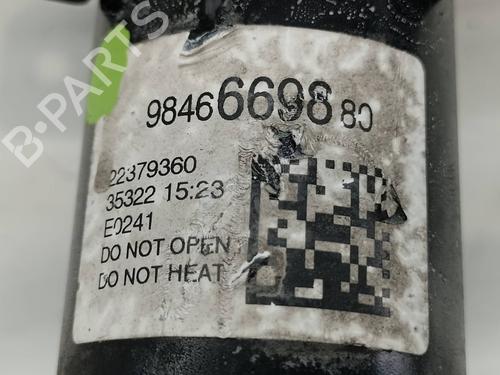 B-PARTS
9846669880
22379360
35322 15:23
E0241
DO NOT OPEN
DO NOT HEAT